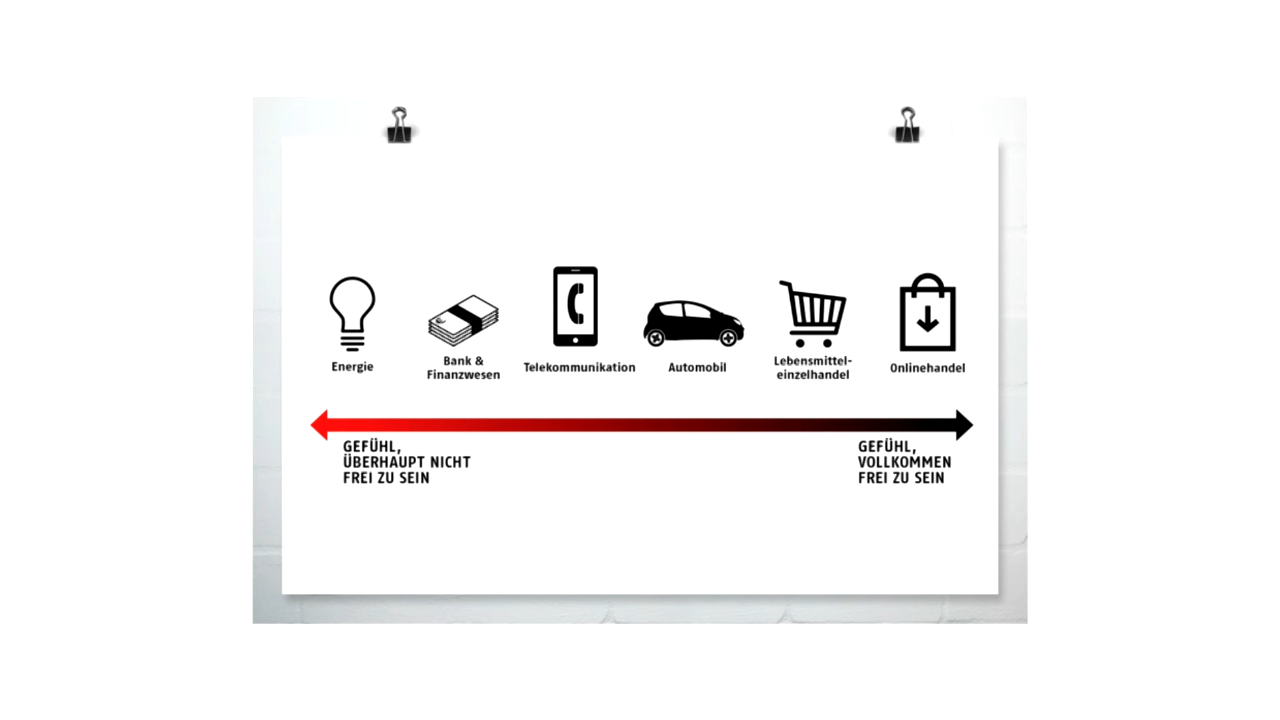 Energie
Bank &
Finanzwesen
Telekommunikation
Automobil
Lebensmittel-
einzelhandel
Onlinehandel
GEFÜHL,
ÜBERHAUPT NICHT
FREI ZU SEIN
GEFÜHL,
VOLLKOMMEN
FREI ZU SEIN